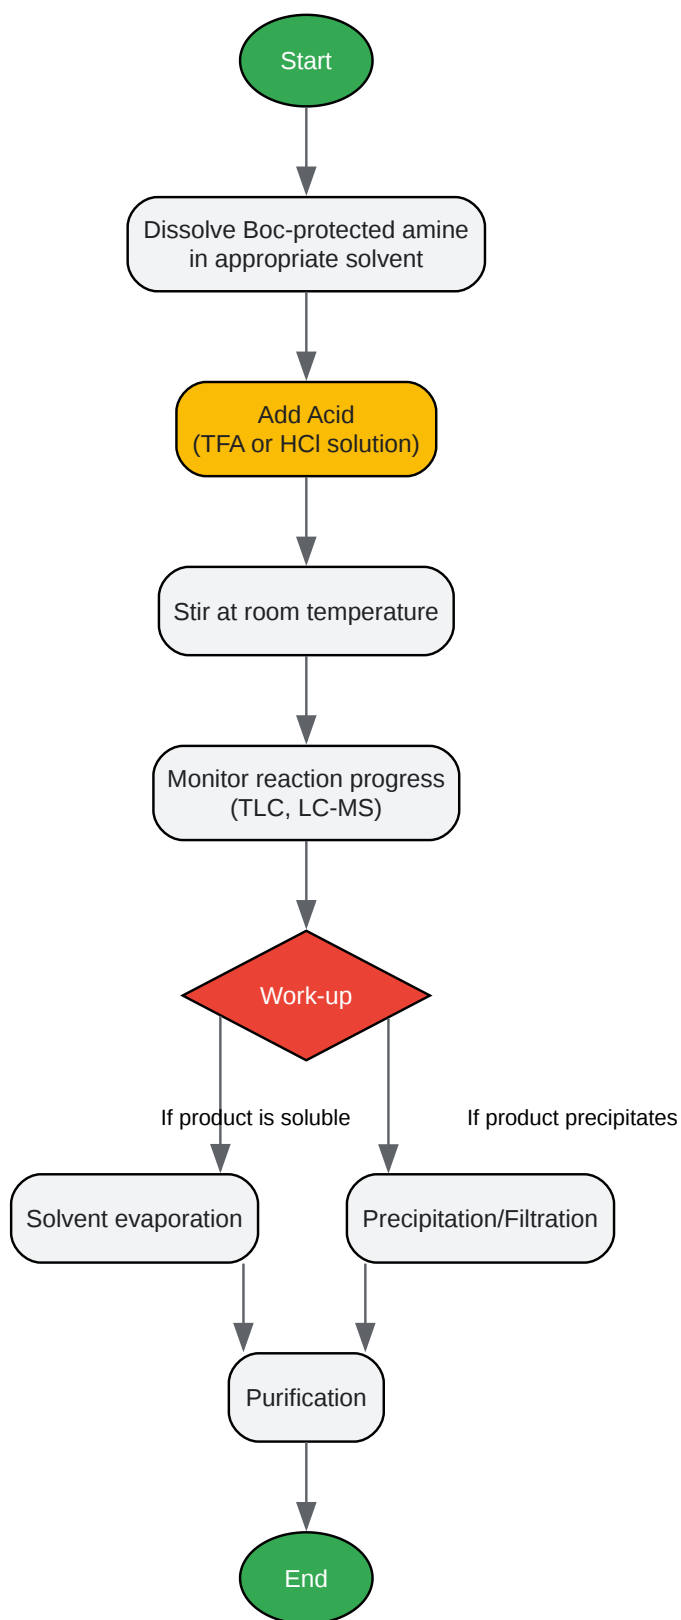 Start
Dissolve Boc-protected amine
in appropriate solvent
Add Acid
(TFA or HCl solution)
Stir at room temperature
Monitor reaction progress
(TLC, LC-MS)
Work-up
If product is soluble
If product precipitates
Solvent evaporation
Precipitation/Filtration
Purification
End